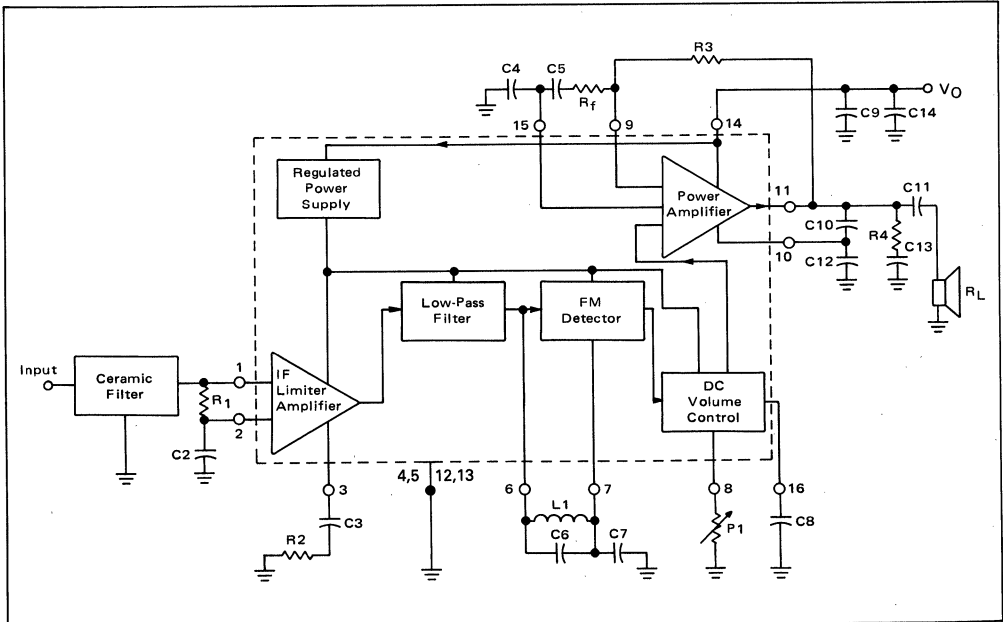 R3
C4
C5
Rf
VO
C9
C14
15
9
14
Regulated
Power
Supply
Power
Amplifier
11
C11
C10
R4
10
C12
C13
RL
Low-Pass
Filter
FM
Detector
Input
Ceramic
Filter
1
R1
2
C2
IF
Limiter
Amplifier
DC
Volume
Control
3
4,5
12,13
6
7
8
16
C3
R2
L1
C6
C7
P1
C8